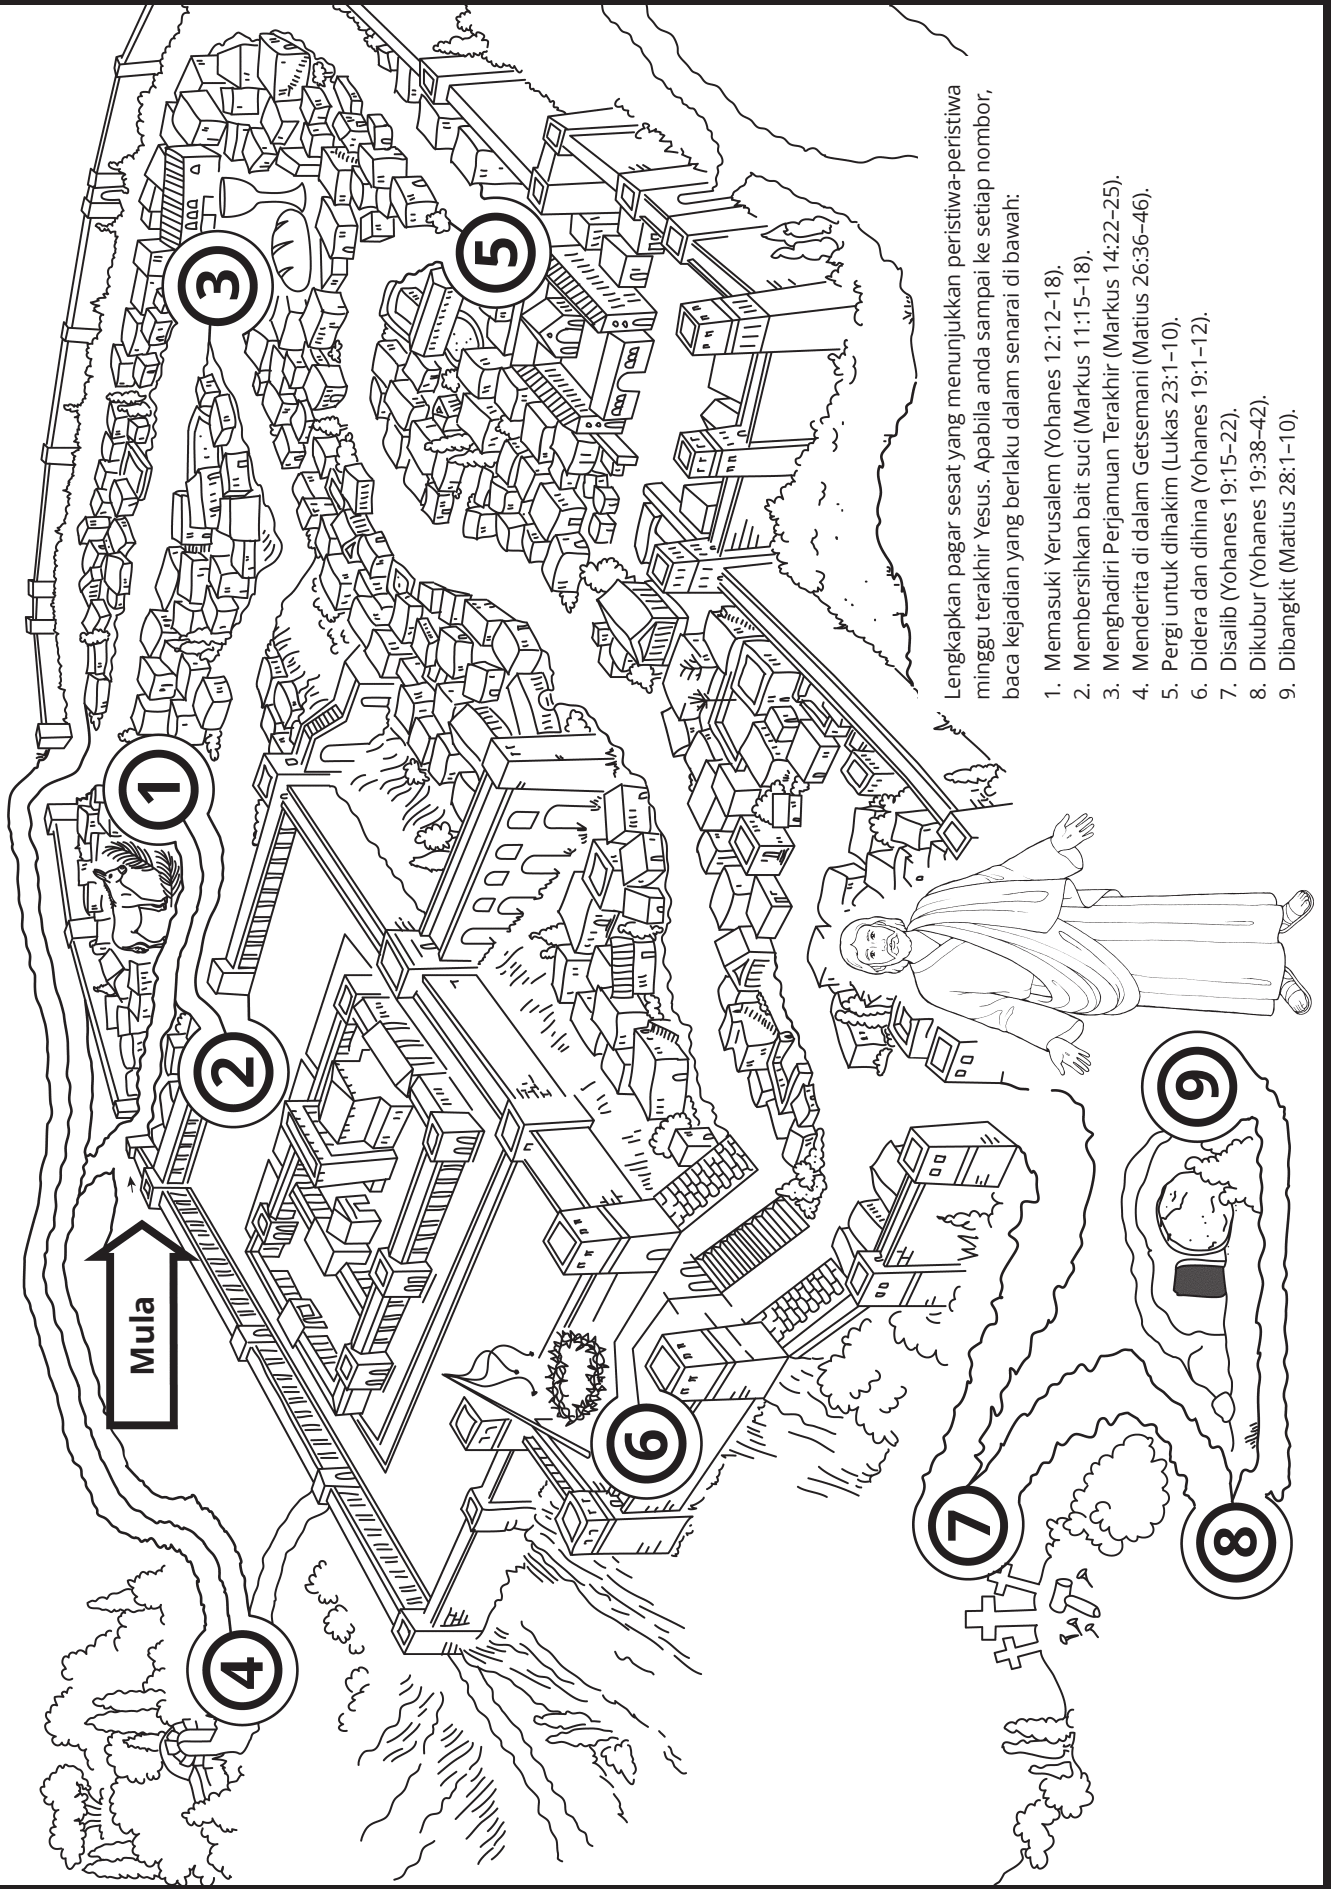 Lengkapkan pagar sesat yang menunjukkan peristiwa-peristiwa
minggu terakhir Yesus. Apabila anda sampai ke setiap nombor,
baca kejadian yang berlaku dalam senarai di bawah:
1. Memasuki Yerusalem (Yohanes 12:12–18).
2. Membersihkan bait suci (Markus 11:15–18).
3. Menghadiri Perjamuan Terakhir (Markus 14:22–25).
4. Menderita di dalam Getsemani (Matius 26:36–46).
5. Pergi untuk dihakim (Lukas 23:1–10).
6. Didera dan dihina (Yohanes 19:1–12).
7. Disalib (Yohanes 19:15–22).
8. Dikubur (Yohanes 19:38–42).
9. Dibangkit (Matius 28:1–10).
Mula
1
2
3
4
5
6
7
8
9